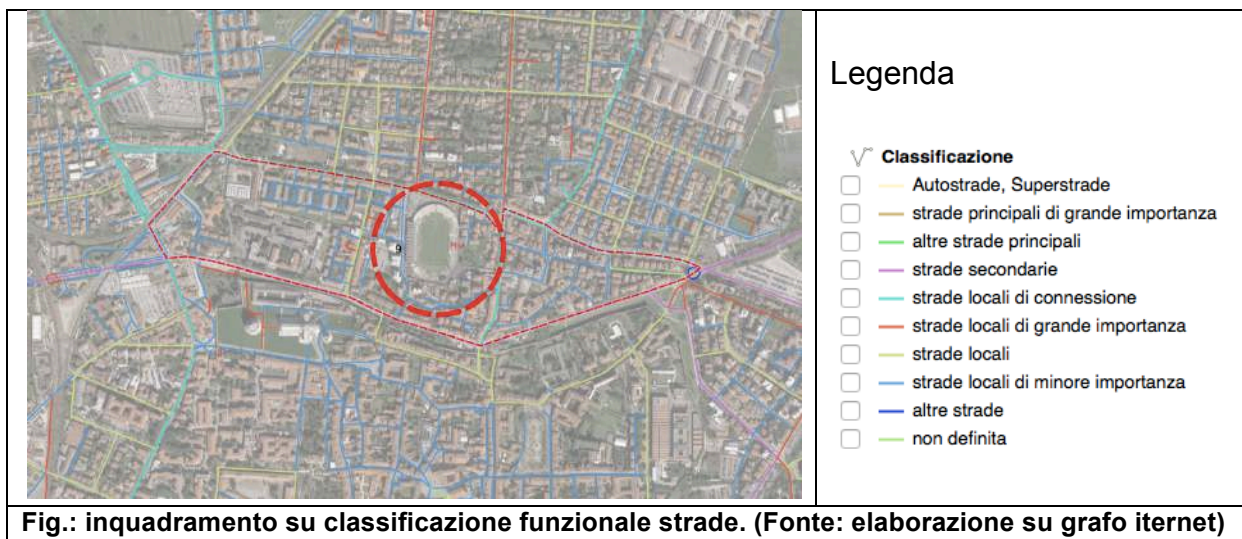 Legenda
Classificazione
Autostrade, Superstrade
strade principali di grande importanza
altre strade principali
strade secondarie
strade locali di connessione
strade locali di grande importanza
strade locali
strade locali di minore importanza
altre strade
non definita
9
Fig.: inquadramento su classificazione funzionale strade. (Fonte: elaborazione su grafo iternet)